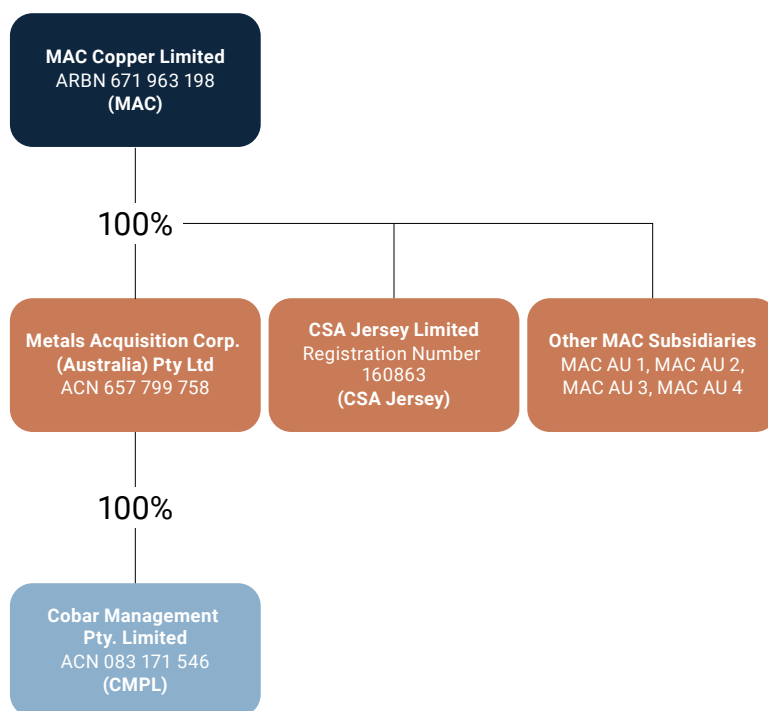 MAC Copper Limited
ARBN 671 963 198
(MAC)
100%
Metals Acquisition Corp.
(Australia) Pty Ltd
ACN 657 799 758
CSA Jersey Limited
Registration Number
160863
(CSA Jersey)
Other MAC Subsidiaries
MAC AU 1, MAC AU 2,
MAC AU 3, MAC AU 4
100%
Cobar Management
Pty. Limited
ACN 083 171 546
(CMPL)